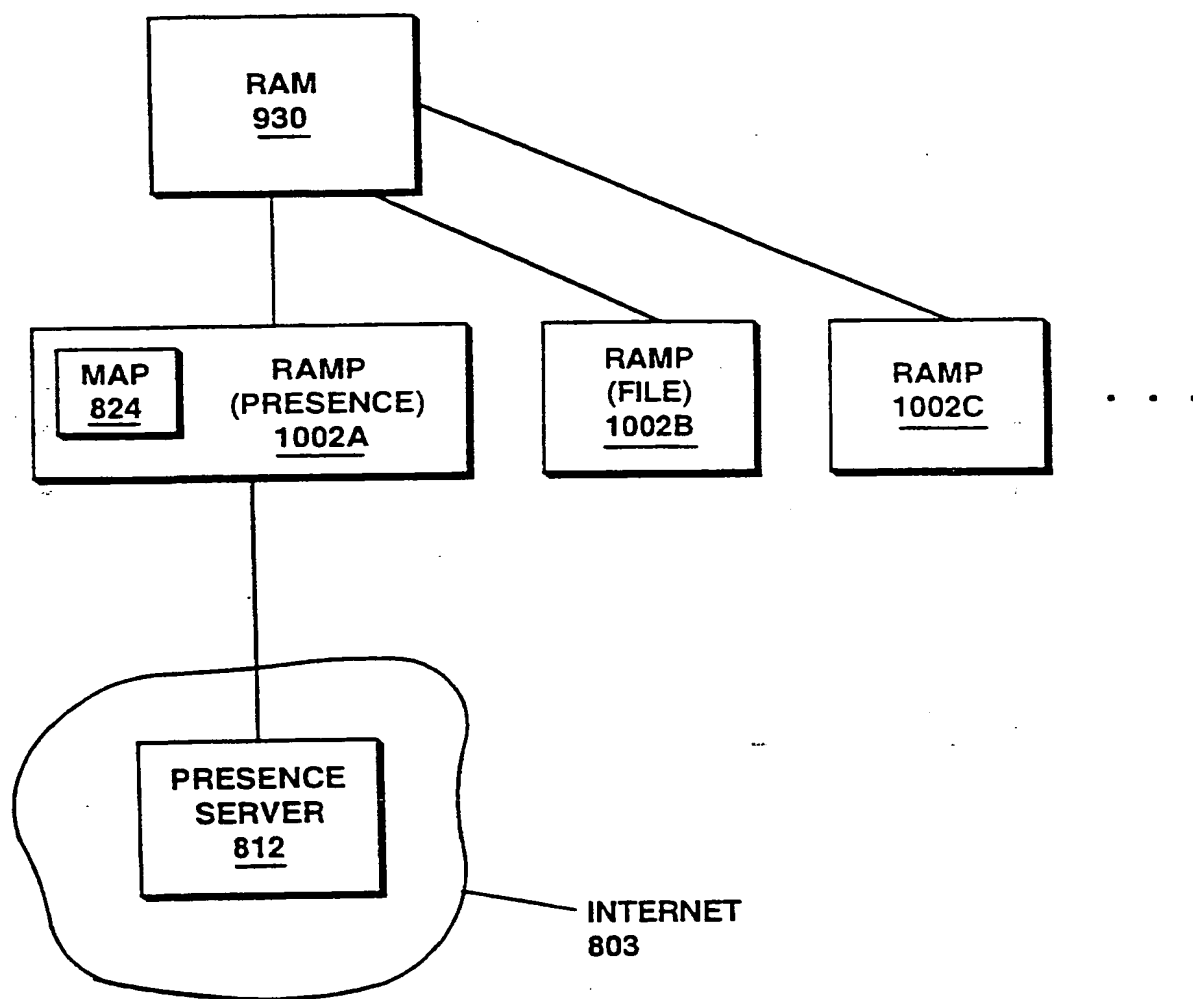 RAM
930
MAP
824
RAMP
(PRESENCE)
1002A
RAMP
(FILE)
1002B
RAMP
1002C
. . .
PRESENCE
SERVER
812
INTERNET
803